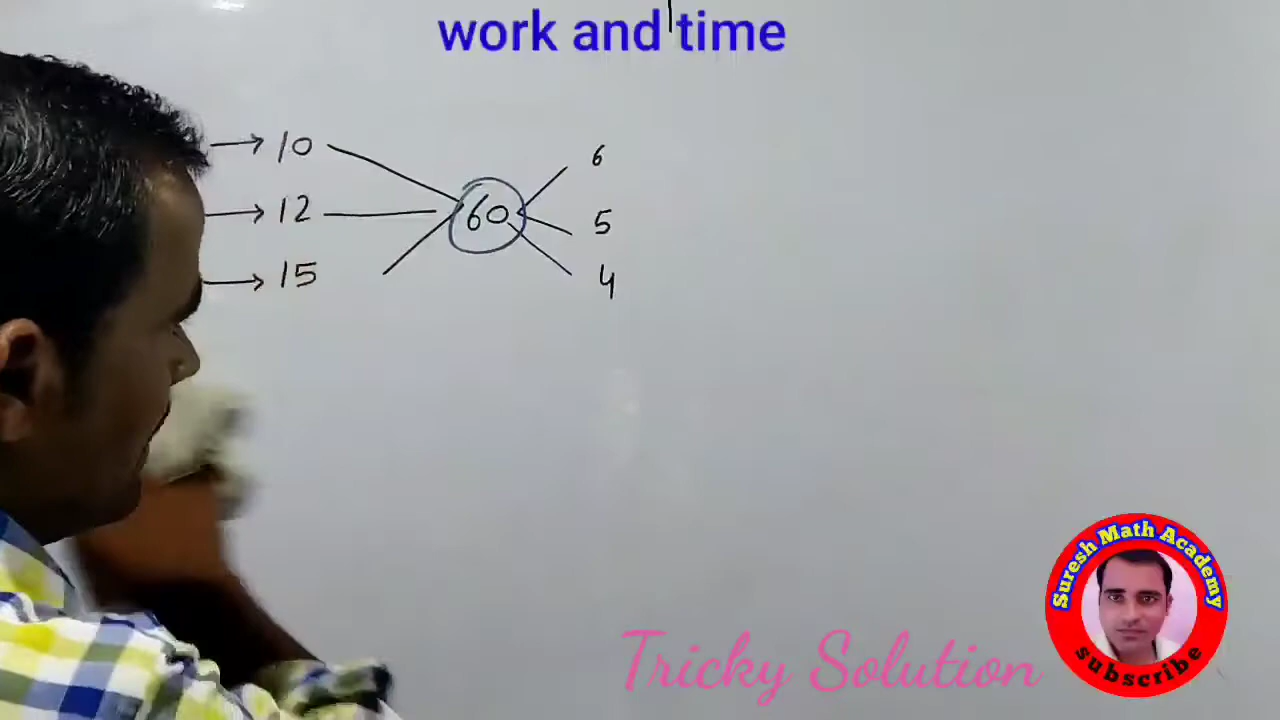 work and time
→ 10
→ 12
→ 15
60
6
5
4
Suresh Math Academy
subscribe
Tricky Solution